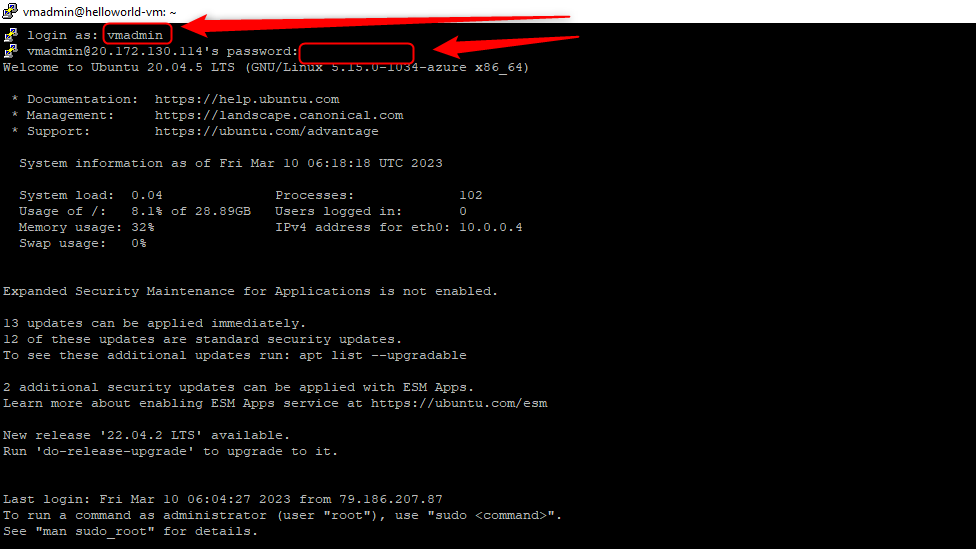 vmadmin@helloworld-vm: ~
login as: vmadmin
vmadmin@20.172.130.114's password:
Welcome to Ubuntu 20.04.5 LTS (GNU/Linux 5.15.0-1034-azure x86_64)
* Documentation:  https://help.ubuntu.com
* Management:     https://landscape.canonical.com
* Support:        https://ubuntu.com/advantage
System information as of Fri Mar 10 06:18:18 UTC 2023
System load:  0.04               Processes:             102
Usage of /:   8.1% of 28.89GB   Users logged in:       0
Memory usage: 32%               IPv4 address for eth0: 10.0.0.4
Swap usage:   0%
Expanded Security Maintenance for Applications is not enabled.
13 updates can be applied immediately.
12 of these updates are standard security updates.
To see these additional updates run: apt list --upgradable
2 additional security updates can be applied with ESM Apps.
Learn more about enabling ESM Apps service at https://ubuntu.com/esm
New release '22.04.2 LTS' available.
Run 'do-release-upgrade' to upgrade to it.
Last login: Fri Mar 10 06:04:27 2023 from 79.186.207.87
To run a command as administrator (user "root"), use "sudo <command>".
See "man sudo_root" for details.